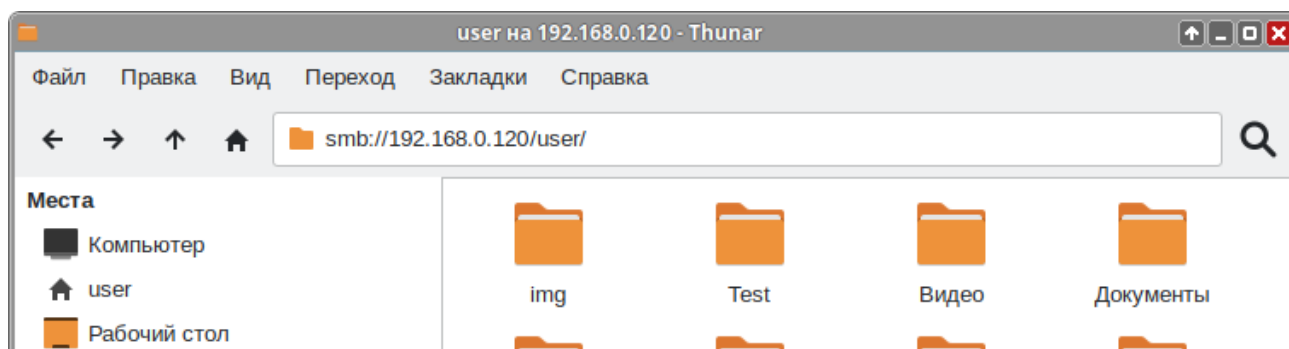 user на 192.168.0.120 - Thunar
Файл Правка Вид Переход Закладки Справка
smb://192.168.0.120/user/
Места
Компьютер
user
Рабочий стол
img Test Видео Документы